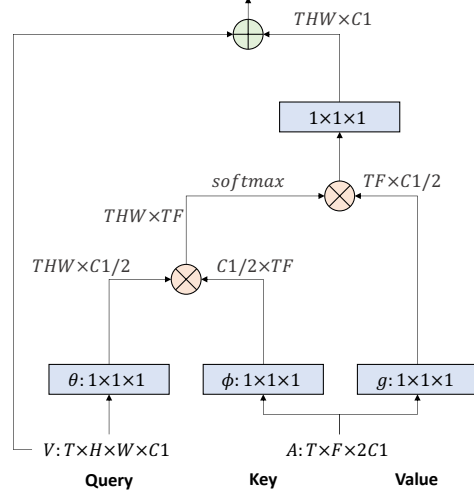 THW×C1
1×1×1
softmax
TF×C1/2
THW×TF
THW×C1/2
C1/2×TF
θ: 1×1×1
ϕ: 1×1×1
g: 1×1×1
V: T×H×W×C1
A: T×F×2C1
Query
Key
Value